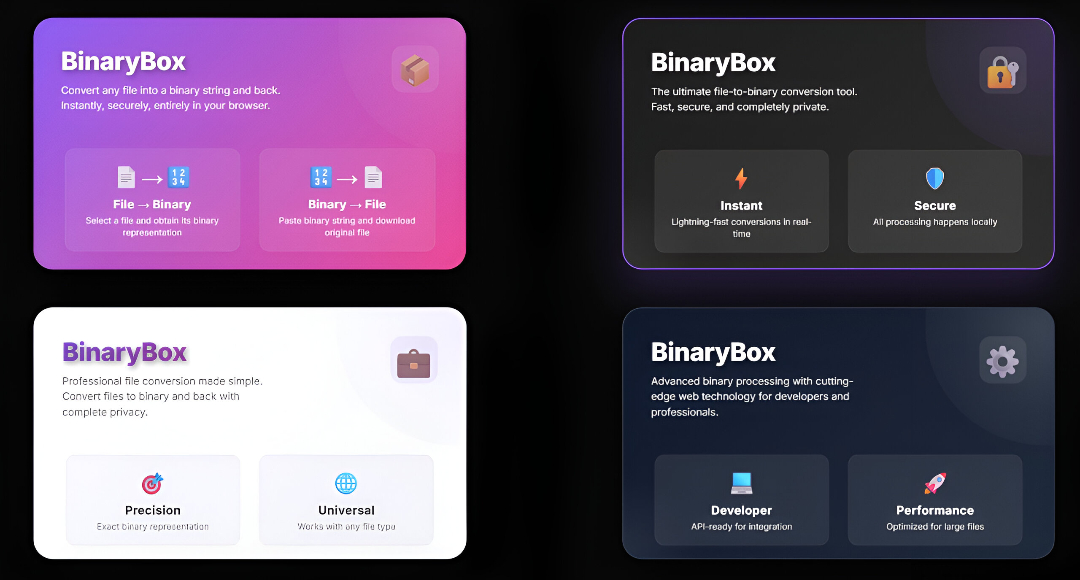 BinaryBox
Convert any file into a binary string and back.
Instantly, securely, entirely in your browser.
File → Binary
Select a file and obtain its binary
representation
Binary → File
Paste binary string and download
original file
BinaryBox
The ultimate file-to-binary conversion tool.
Fast, secure, and completely private.
Instant
Lightning-fast conversions in real-
time
Secure
All processing happens locally
BinaryBox
Professional file conversion made simple.
Convert files to binary and back with
complete privacy.
Precision
Exact binary representation
Universal
Works with any file type
BinaryBox
Advanced binary processing with cutting-
edge web technology for developers and
professionals.
Developer
API-ready for integration
Performance
Optimized for large files